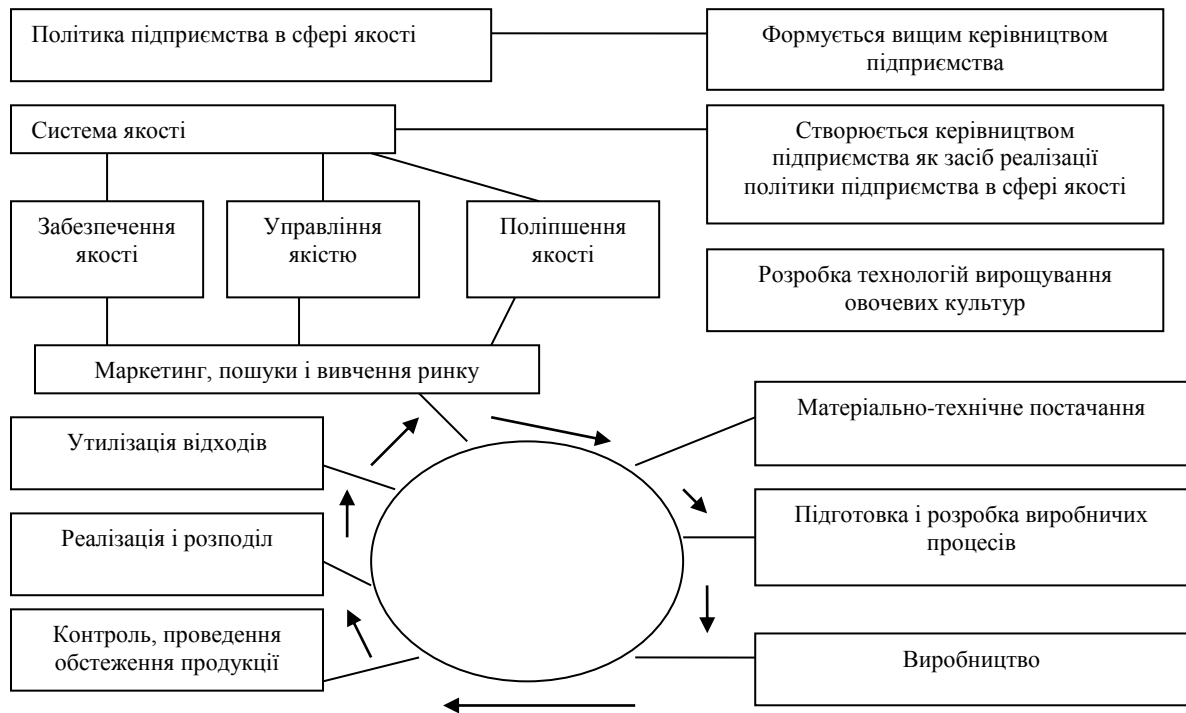 Політика підприємства в сфері якості
Формується вищим керівництвом
підприємства
Система якості
Створюється керівництвом
підприємства як засіб реалізації
політики підприємства в сфері якості
Забезпечення
якості
Управління
якістю
Поліпшення
якості
Розробка технологій вирощування
овочевих культур
Маркетинг, пошуки і вивчення ринку
Матеріально-технічне постачання
Утилізація відходів
Підготовка і розробка виробничих
процесів
Реалізація і розподіл
Контроль, проведення
обстеження продукції
Виробництво